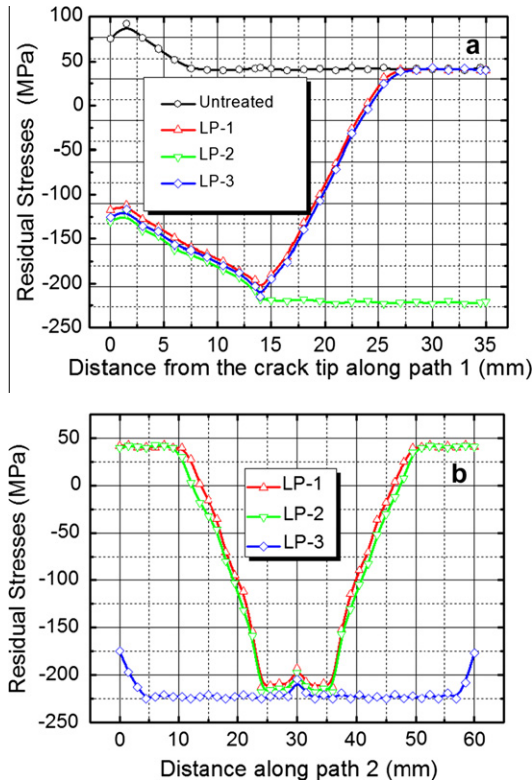 100
50
0
-50
-100
-150
-200
-250
Residual Stresses (MPa)
a
Untreated
LP-1
LP-2
LP-3
0 5 10 15 20 25 30 35
Distance from the crack tip along path 1 (mm)
50
0
-50
-100
-150
-200
-250
Residual Stresses (MPa)
b
LP-1
LP-2
LP-3
0 10 20 30 40 50 60
Distance along path 2 (mm)